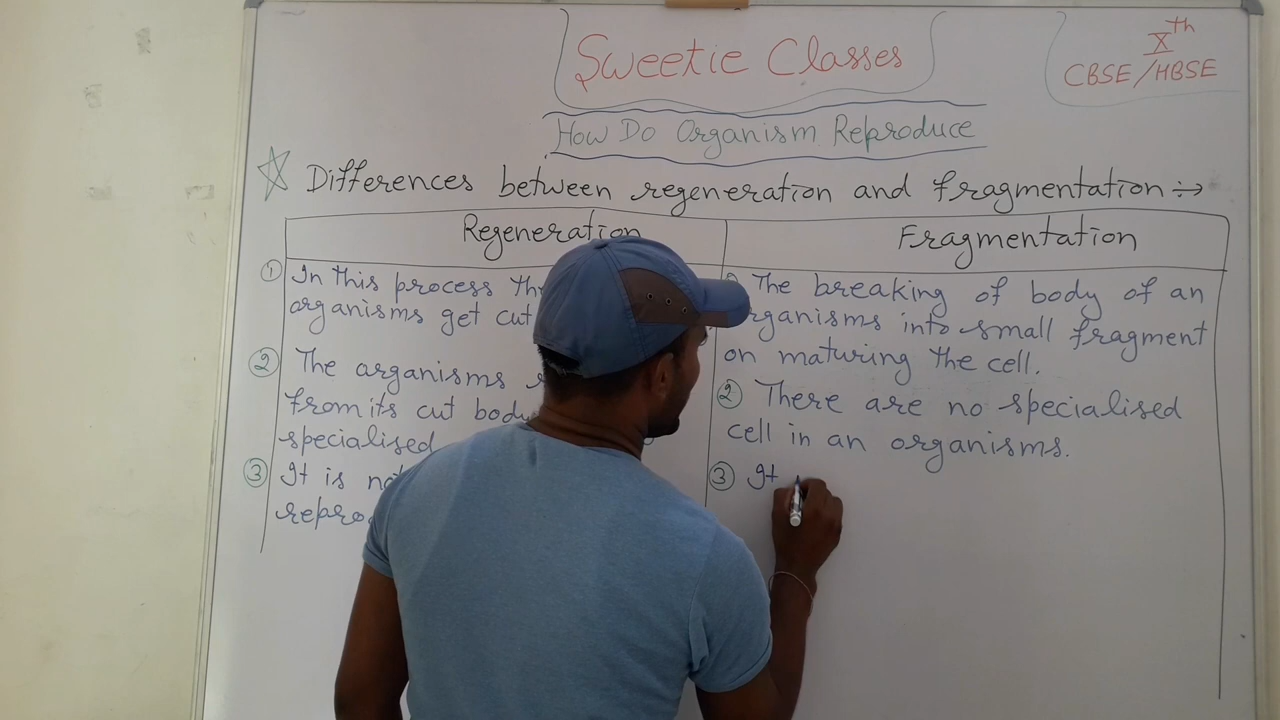 Sweetie Classes
Xth
CBSE/HBSE
How Do Organism Reproduce
Differences between regeneration and fragmentation :→
Regeneration
Fragmentation
① In this process
organisms get cut
② The organisms
from its cut
specialised
③ It is
The breaking of body of an
organisms into small fragment
on maturing the cell.
② There are no specialised
cell in an organisms.
③ It